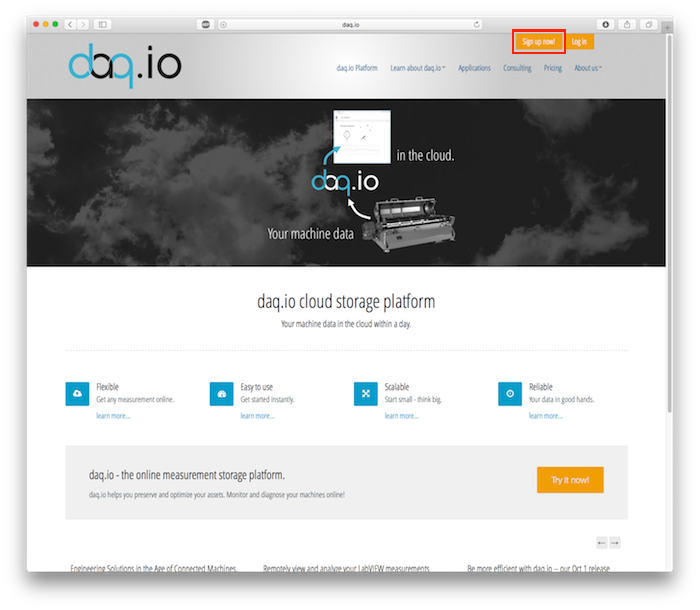 daq.io
Sign up now!
Log in
daq.io
daq.io Platform
Learn about daq.io
Applications
Consulting
Pricing
About us
in the cloud.
daq.io
Your machine data
daq.io cloud storage platform
Your machine data in the cloud within a day.
Flexible
Get any measurement online.
learn more...
Easy to use
Get started instantly.
learn more...
Scalable
Start small - think big.
learn more...
Reliable
Your data in good hands.
learn more...
daq.io - the online measurement storage platform.
daq.io helps you preserve and optimize your assets. Monitor and diagnose your machines online!
Try it now!
Engineering Solutions in the Age of Connected Machines.
Remotely view and analyze your LabVIEW measurements
Be more efficient with daq.io – our Oct 1 release